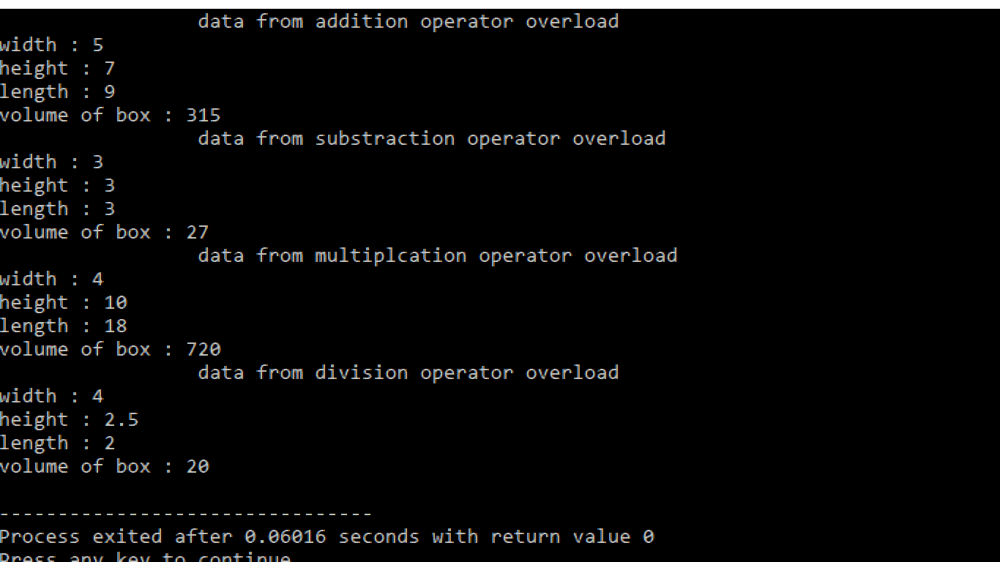 data from addition operator overload
width : 5
height : 7
length : 9
volume of box : 315
data from substraction operator overload
width : 3
height : 3
length : 3
volume of box : 27
data from multiplcation operator overload
width : 4
height : 10
length : 18
volume of box : 720
data from division operator overload
width : 4
height : 2.5
length : 2
volume of box : 20
--------------------------------
Process exited after 0.06016 seconds with return value 0
Press any key to continue